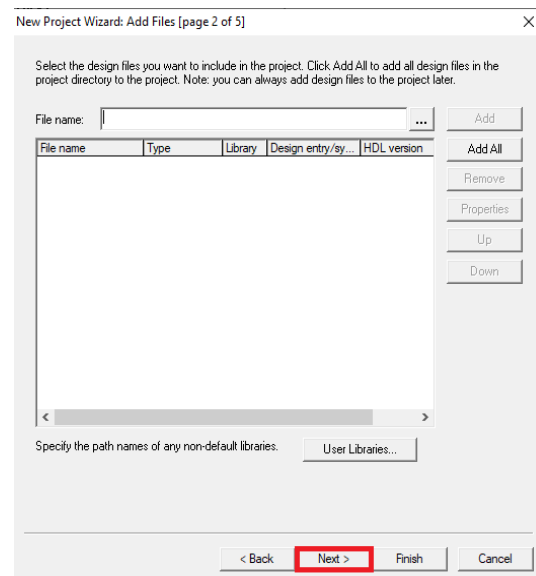 New Project Wizard: Add Files [page 2 of 5]
Select the design files you want to include in the project. Click Add All to add all design files in the
project directory to the project. Note: you can always add design files to the project later.
File name:
...
Add
File name Type Library Design entry/sy... HDL version
Add All
Remove
Properties
Up
Down
Specify the path names of any non-default libraries.
User Libraries...
< Back
Next >
Finish
Cancel